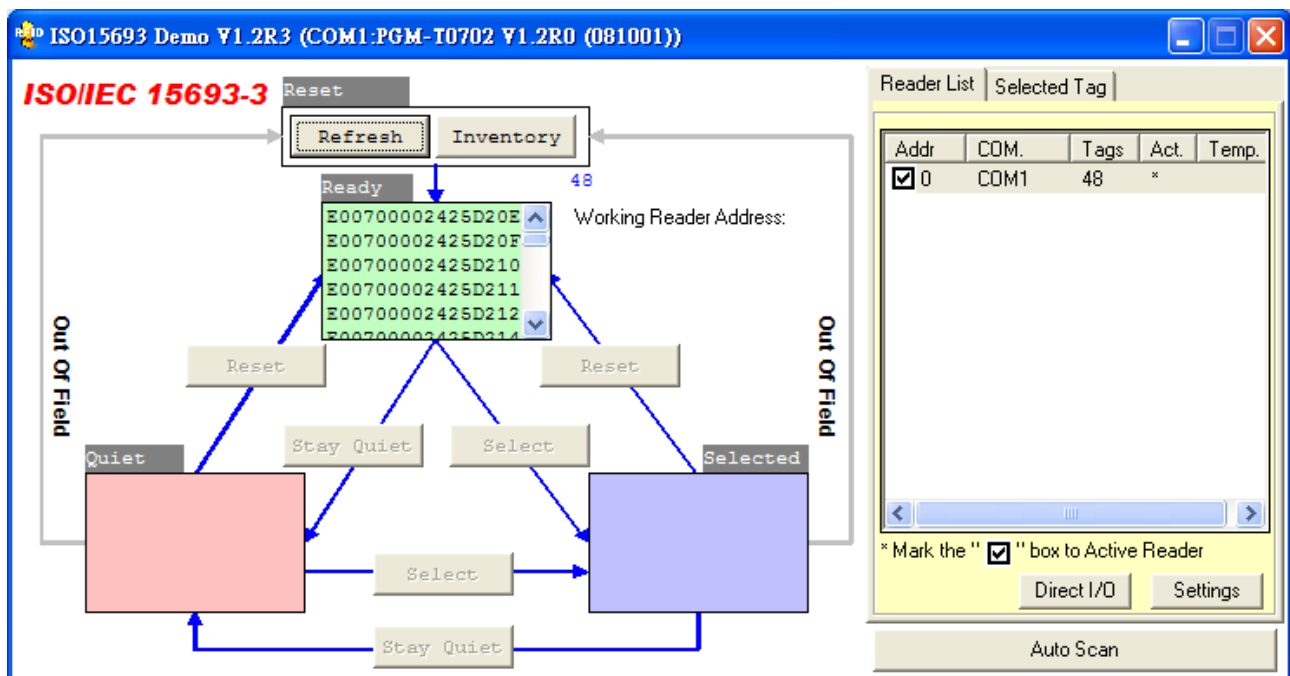 ISO15693 Demo V1.2R3 (COM1:PGM-T0702 V1.2R0 (081001))
ISO/IEC 15693-3
Reset
Refresh
Inventory
48
Ready
E00700002425D20E
E00700002425D20F
E00700002425D210
E00700002425D211
E00700002425D212
E00700002425D214
Working Reader Address:
Out Of Field
Reset
Reset
Out Of Field
Stay Quiet
Select
Quiet
Selected
Select
Stay Quiet
Reader List
Selected Tag
Addr COM. Tags Act. Temp.
0 COM1 48 *
* Mark the " " box to Active Reader
Direct I/O
Settings
Auto Scan